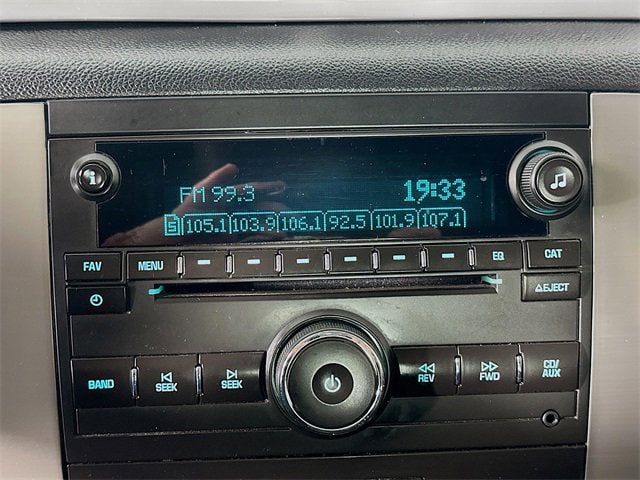 FM 99.3 19:33
5 105.1 103.9 106.1 92.5 101.9 107.1
FAV MENU EQ CAT
EJECT
BAND SEEK SEEK REV FWD CD/
AUX